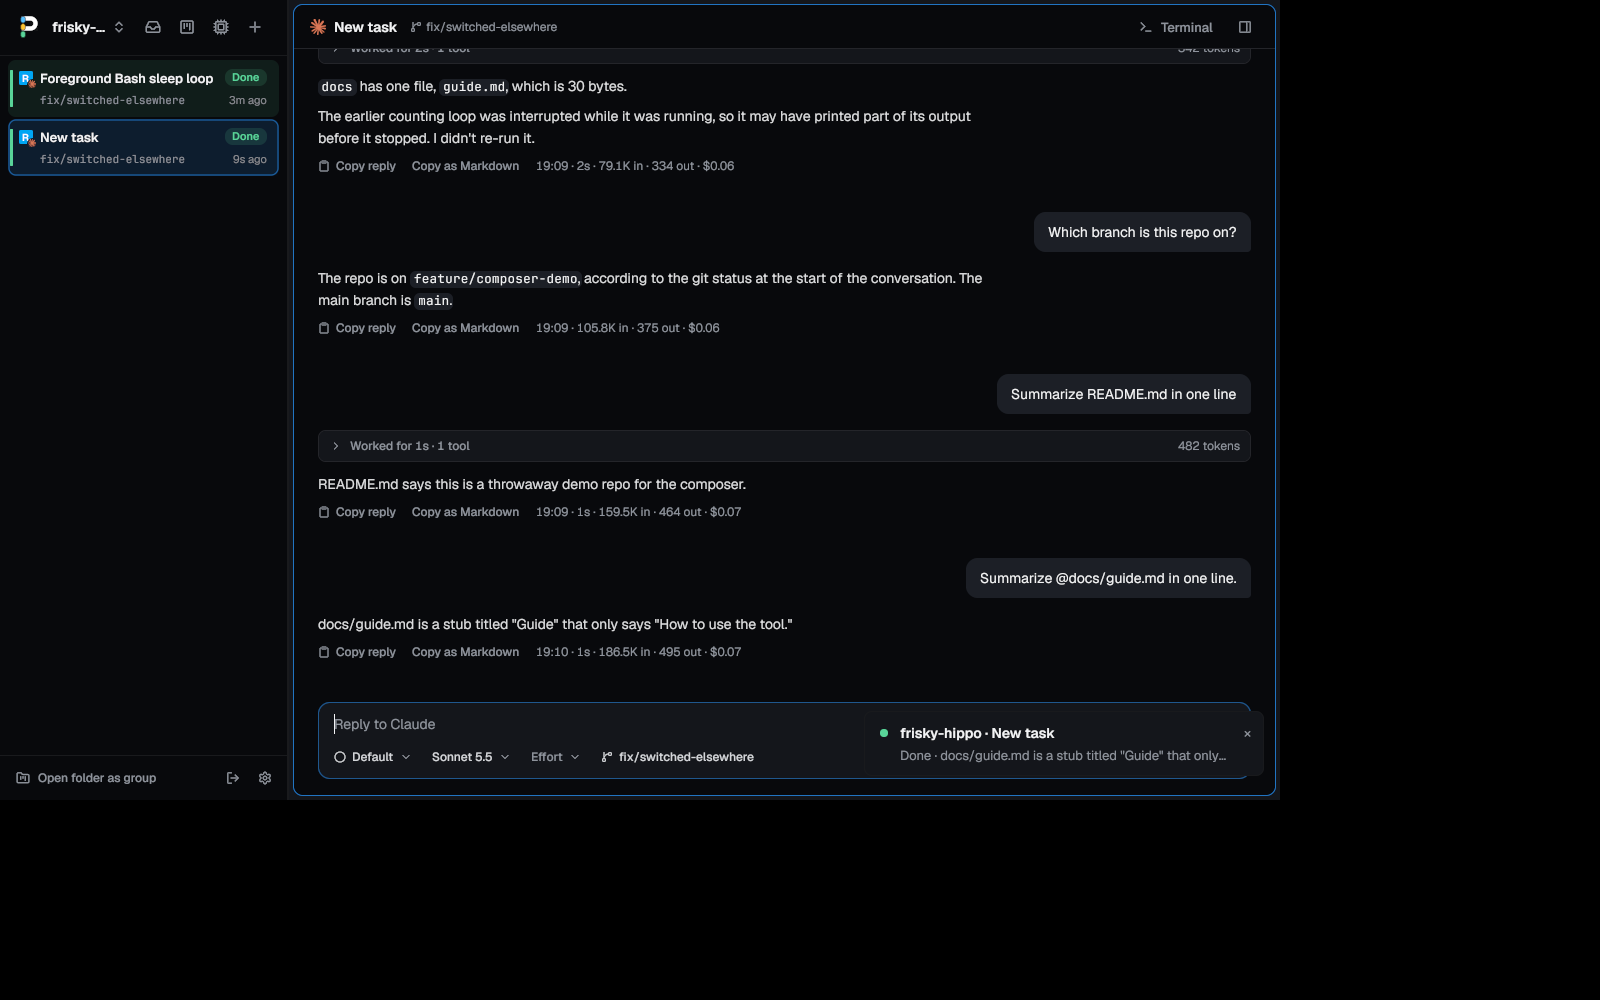 frisky-...
Foreground Bash sleep loop
Done
fix/switched-elsewhere
3m ago
New task
Done
fix/switched-elsewhere
9s ago
Open folder as group
New task
fix/switched-elsewhere
Terminal
Worked for 2s · 1 tool
342 tokens
docs has one file, guide.md, which is 30 bytes.
The earlier counting loop was interrupted while it was running, so it may have printed part of its output
before it stopped. I didn't re-run it.
Copy reply Copy as Markdown 19:09 · 2s · 79.1K in · 334 out · $0.06
Which branch is this repo on?
The repo is on feature/composer-demo, according to the git status at the start of the conversation. The
main branch is main.
Copy reply Copy as Markdown 19:09 · 105.8K in · 375 out · $0.06
Summarize README.md in one line
Worked for 1s · 1 tool
482 tokens
README.md says this is a throwaway demo repo for the composer.
Copy reply Copy as Markdown 19:09 · 1s · 159.5K in · 464 out · $0.07
Summarize @docs/guide.md in one line.
docs/guide.md is a stub titled "Guide" that only says "How to use the tool."
Copy reply Copy as Markdown 19:10 · 1s · 186.5K in · 495 out · $0.07
Reply to Claude
Default Sonnet 5.5 Effort fix/switched-elsewhere
frisky-hippo · New task
Done · docs/guide.md is a stub titled "Guide" that only...